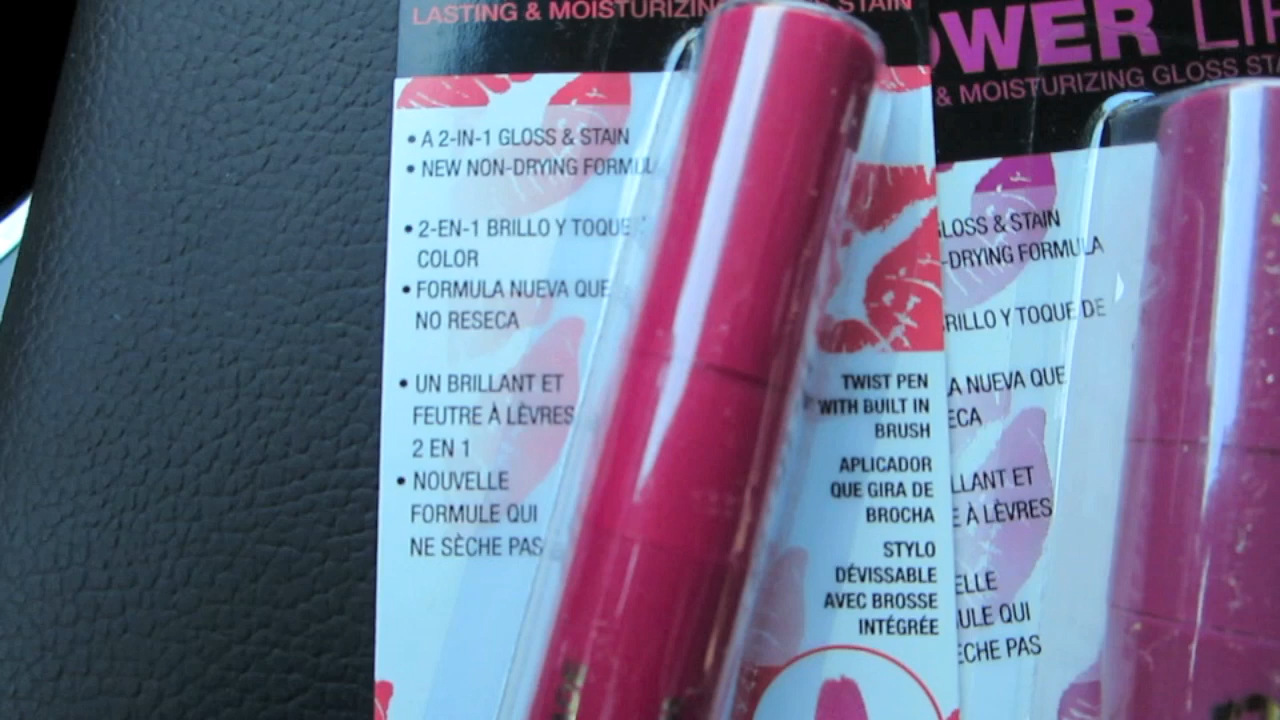 LASTING & MOISTURIZING STAIN
• A 2-IN-1 GLOSS & STAIN
• NEW NON-DRYING FORMUL
• 2-EN-1 BRILLO Y TOQUE
COLOR
• FORMULA NUEVA QUE
NO RESECA
• UN BRILLANT ET
FEUTRE À LÈVRES
2 EN 1
• NOUVELLE
FORMULE QUI
NE SÈCHE PAS
TWIST PEN
WITH BUILT IN
BRUSH
APLICADOR
QUE GIRA DE
BROCHA
STYLO
DÉVISSABLE
AVEC BROSSE
INTÉGRÉE
OWER LIP
& MOISTURIZING GLOSS STA
GLOSS & STAIN
-DRYING FORMULA
RILLO Y TOQUE DE
A NUEVA QUE
ECA
LLANT ET
E À LÈVRES
ELLE
ULE QUI
ÈCHE PAS